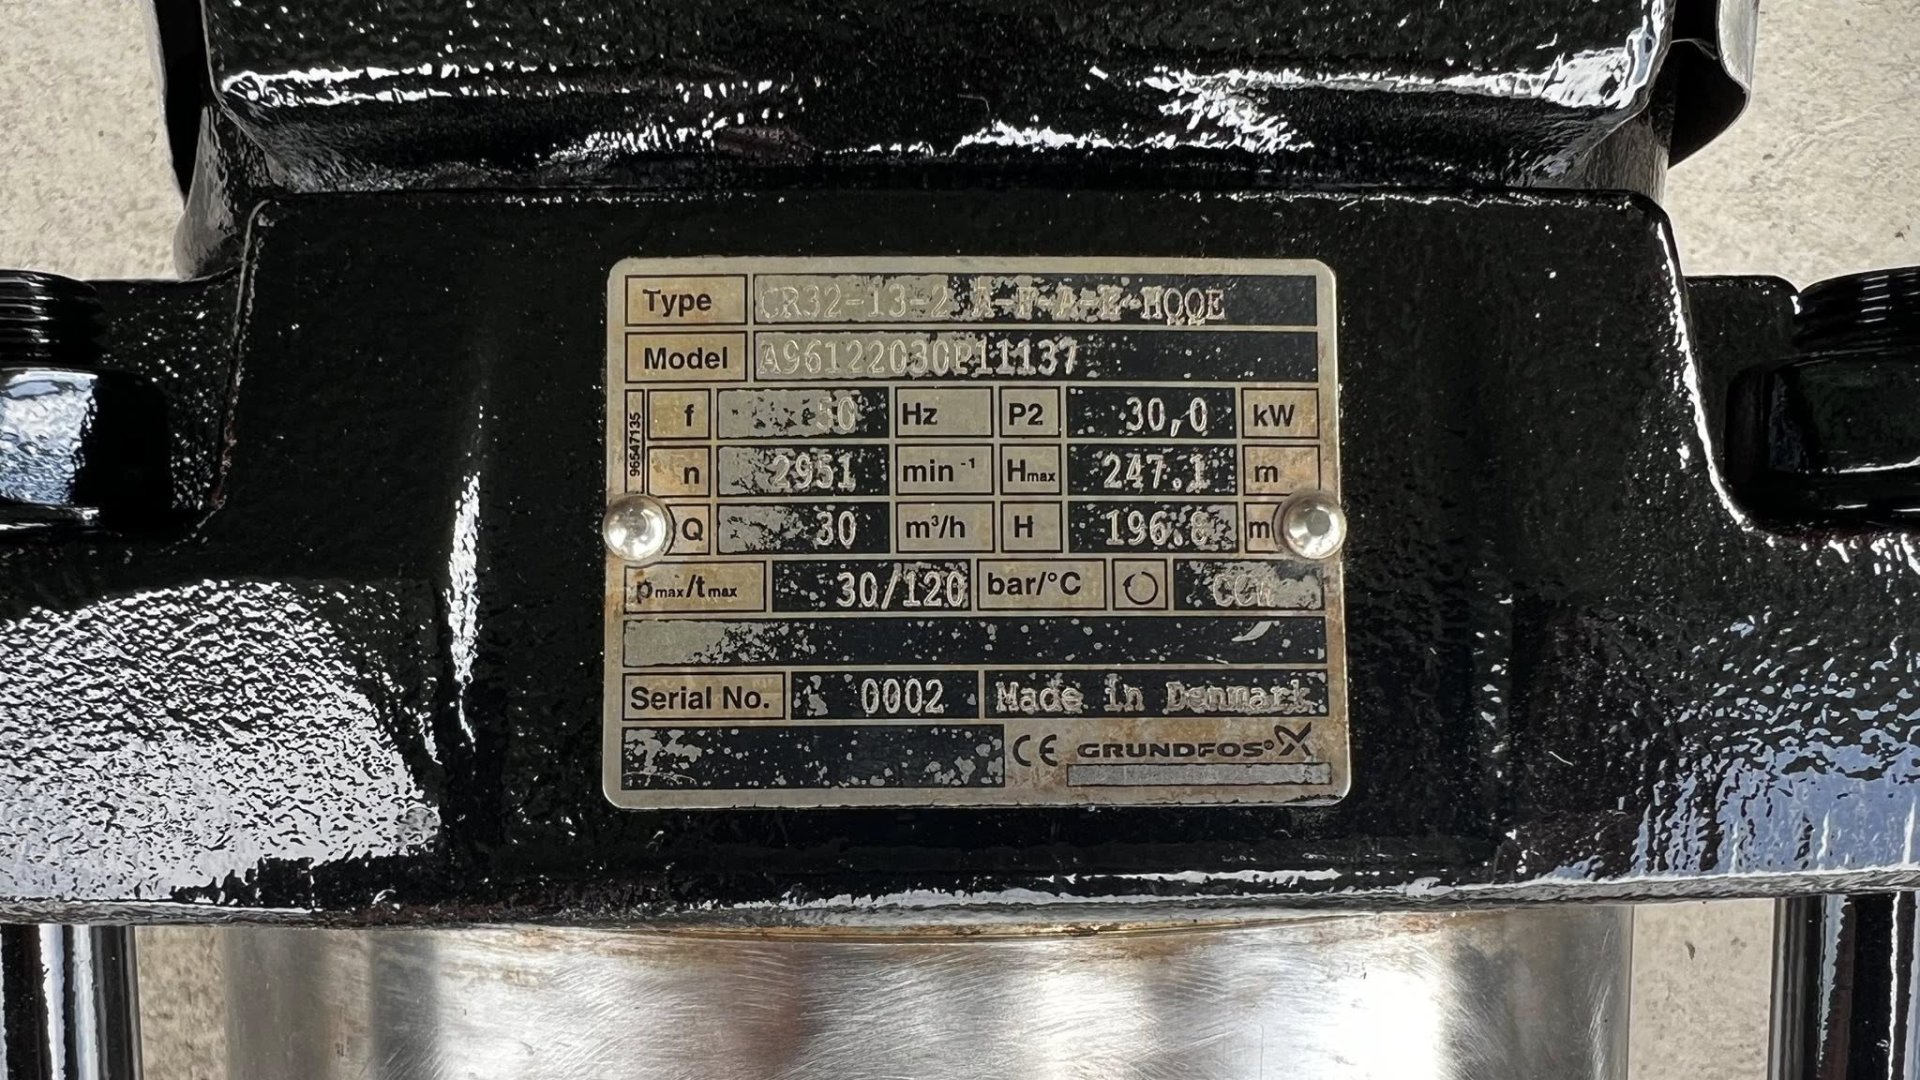 Type CR32-13-2 A-F-A-E-HQQE
Model A96122030P11137
96547135
f 50 Hz P2 30,0 kW
n 2951 min⁻¹ Hmax 247.1 m
Q 30 m³/h H 196.8 m
pmax/tmax 30/120 bar/°C CCW
Serial No. 0002 Made in Denmark
CE GRUNDFOS